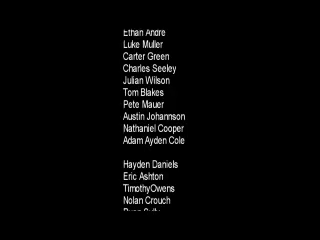 Ethan Andre
Luke Muller
Carter Green
Charles Seeley
Julian Wilson
Tom Blakes
Pete Mauer
Austin Johannson
Nathaniel Cooper
Adam Ayden Cole
Hayden Daniels
Eric Ashton
TimothyOwens
Nolan Crouch